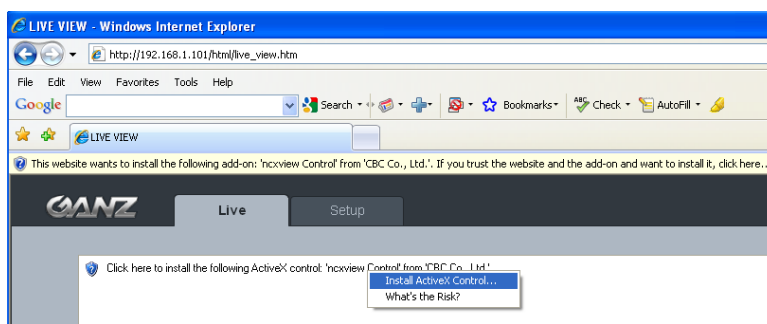 LIVE VIEW - Windows Internet Explorer
http://192.168.1.101/html/live_view.htm
File Edit View Favorites Tools Help
Google Search Bookmarks ABC Check AutoFill
LIVE VIEW
This website wants to install the following add-on: 'ncxview Control' from 'CBC Co., Ltd.'. If you trust the website and the add-on and want to install it, click here..
GANZ Live Setup
Click here to install the following ActiveX control: 'ncxview Control' from 'CBC Co., Ltd.'
Install ActiveX Control...
What's the Risk?